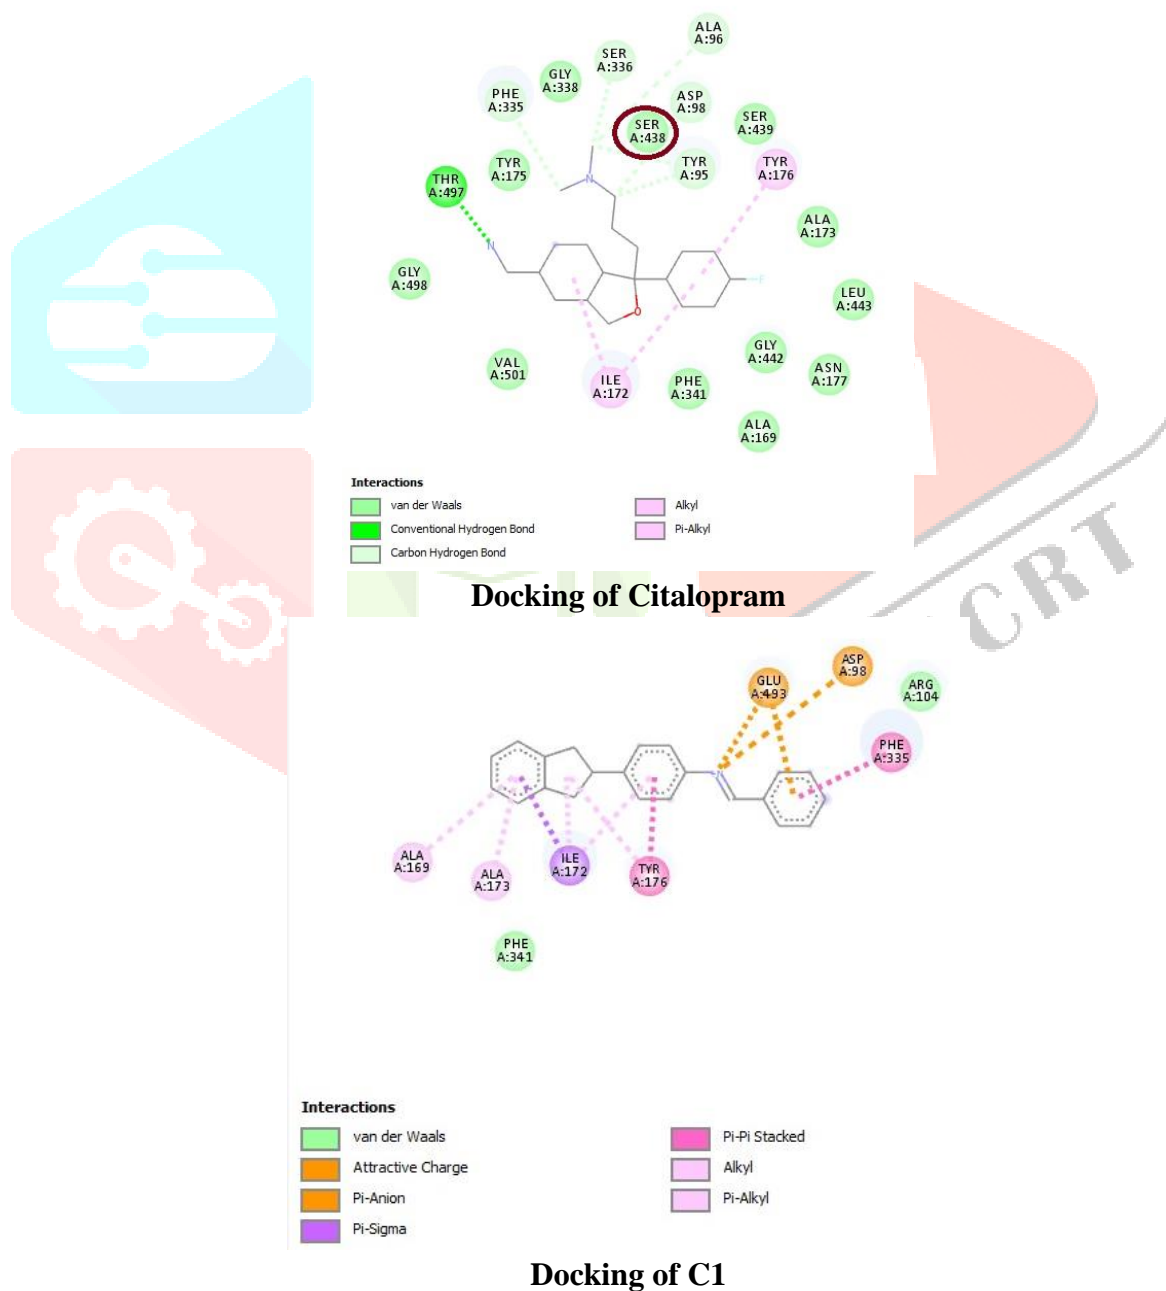 ALA
A:96
SER
A:336
GLY
A:338
PHE
A:335
ASP
A:98
SER
A:438
SER
A:439
TYR
A:175
TYR
A:95
TYR
A:176
THR
A:497
N
N
ALA
A:173
GLY
A:498
F
LEU
A:443
O
GLY
A:442
VAL
A:501
ILE
A:172
PHE
A:341
ASN
A:177
ALA
A:169
Interactions
van der Waals
Conventional Hydrogen Bond
Carbon Hydrogen Bond
Alkyl
Pi-Alkyl
CRT
Docking of Citalopram
ASP
A:98
GLU
A:493
ARG
A:104
PHE
A:335
N
ALA
A:169
ALA
A:173
ILE
A:172
TYR
A:176
PHE
A:341
Interactions
van der Waals
Attractive Charge
Pi-Anion
Pi-Sigma
Pi-Pi Stacked
Alkyl
Pi-Alkyl
Docking of C1